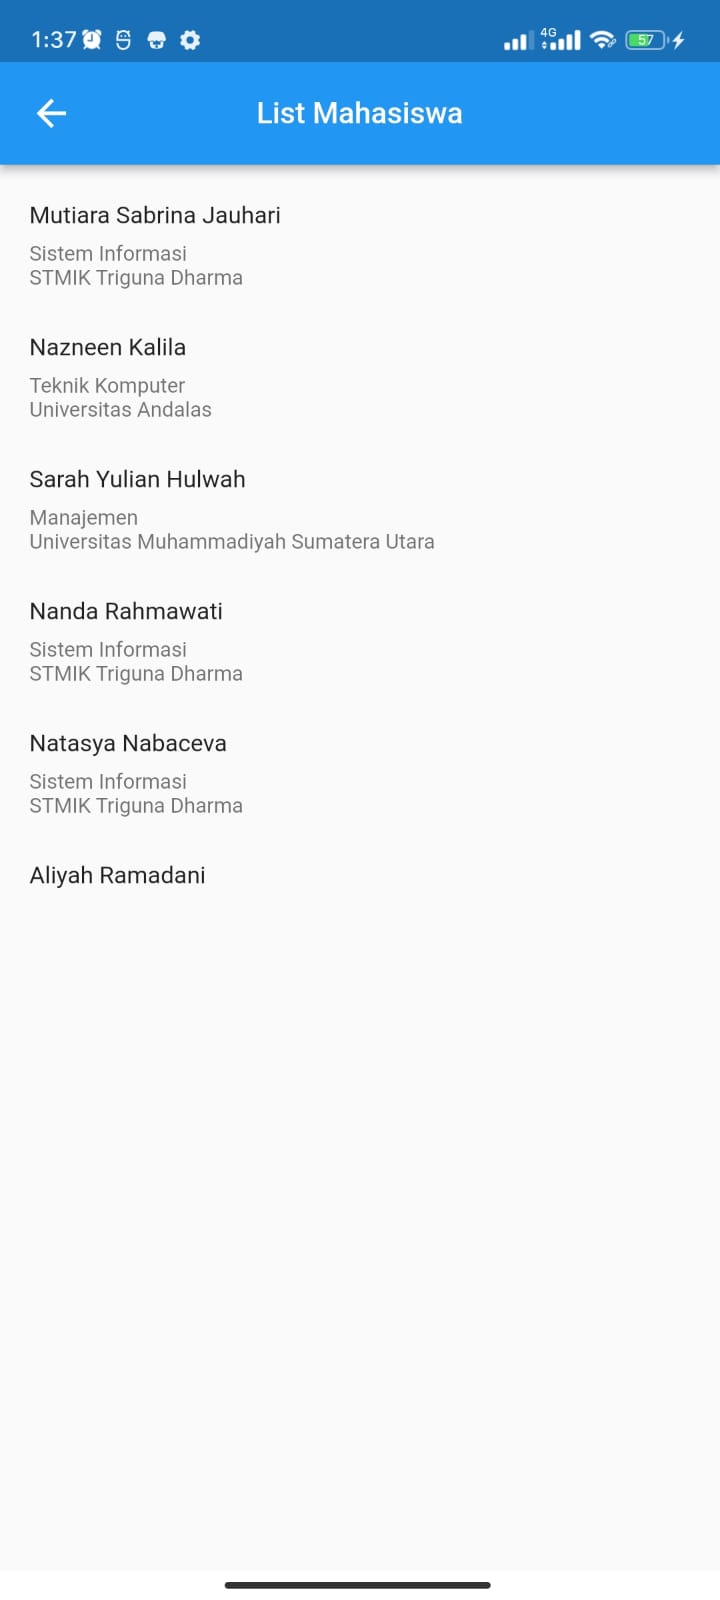 1:37
4G
57
List Mahasiswa
Mutiara Sabrina Jauhari
Sistem Informasi
STMIK Triguna Dharma
Nazneen Kalila
Teknik Komputer
Universitas Andalas
Sarah Yulian Hulwah
Manajemen
Universitas Muhammadiyah Sumatera Utara
Nanda Rahmawati
Sistem Informasi
STMIK Triguna Dharma
Natasya Nabaceva
Sistem Informasi
STMIK Triguna Dharma
Aliyah Ramadani